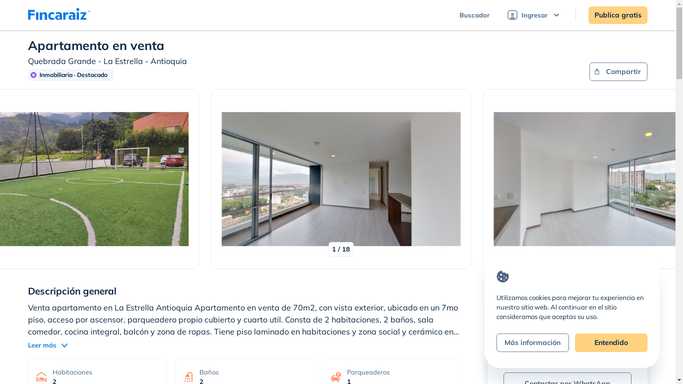 Fincaraíz
Buscador
Ingresar
Publica gratis
Apartamento en venta
Quebrada Grande - La Estrella - Antioquia
Inmobiliaria · Destacado
Compartir
1 / 18
Descripción general
Venta apartamento en La Estrella Antioquia Apartamento en venta de 70m2, con vista exterior, ubicado en un 7mo
piso, acceso por ascensor. parqueadero propio cubierto y cuarto util. Consta de 2 habitaciones, 2 baños, sala
comedor, cocina integral, balcón y zona de ropas. Tiene piso laminado en habitaciones y zona social y cerámico en...
Leer más
Habitaciones
2
Baños
2
Parqueaderos
1
Utilizamos cookies para mejorar tu experiencia en
nuestro sitio web. Al continuar en el sitio
consideramos que aceptas su uso.
Más información
Entendido
Contactar por WhatsApp